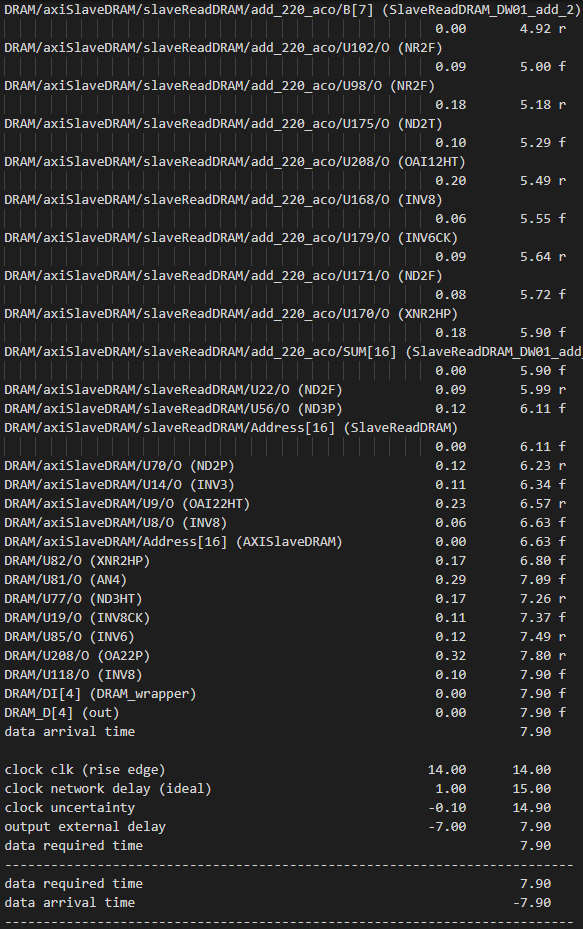 DRAM/axiSlaveDRAM/slaveReadDRAM/add_220_aco/B[7] (SlaveReadDRAM_DW01_add_2)
0.00 4.92 r
DRAM/axiSlaveDRAM/slaveReadDRAM/add_220_aco/U102/O (NR2F)
0.09 5.00 f
DRAM/axiSlaveDRAM/slaveReadDRAM/add_220_aco/U98/O (NR2F)
0.18 5.18 r
DRAM/axiSlaveDRAM/slaveReadDRAM/add_220_aco/U175/O (ND2T)
0.10 5.29 f
DRAM/axiSlaveDRAM/slaveReadDRAM/add_220_aco/U208/O (OAI12HT)
0.20 5.49 r
DRAM/axiSlaveDRAM/slaveReadDRAM/add_220_aco/U168/O (INV8)
0.06 5.55 f
DRAM/axiSlaveDRAM/slaveReadDRAM/add_220_aco/U179/O (INV6CK)
0.09 5.64 r
DRAM/axiSlaveDRAM/slaveReadDRAM/add_220_aco/U171/O (ND2F)
0.08 5.72 f
DRAM/axiSlaveDRAM/slaveReadDRAM/add_220_aco/U170/O (XNR2HP)
0.18 5.90 f
DRAM/axiSlaveDRAM/slaveReadDRAM/add_220_aco/SUM[16] (SlaveReadDRAM_DW01_add_
0.00 5.90 f
DRAM/axiSlaveDRAM/slaveReadDRAM/U22/O (ND2F) 0.09 5.99 r
DRAM/axiSlaveDRAM/slaveReadDRAM/U56/O (ND3P) 0.12 6.11 f
DRAM/axiSlaveDRAM/slaveReadDRAM/Address[16] (SlaveReadDRAM)
0.00 6.11 f
DRAM/axiSlaveDRAM/U70/O (ND2P) 0.12 6.23 r
DRAM/axiSlaveDRAM/U14/O (INV3) 0.11 6.34 f
DRAM/axiSlaveDRAM/U9/O (OAI22HT) 0.23 6.57 r
DRAM/axiSlaveDRAM/U8/O (INV8) 0.06 6.63 f
DRAM/axiSlaveDRAM/Address[16] (AXISlaveDRAM) 0.00 6.63 f
DRAM/U82/O (XNR2HP) 0.17 6.80 f
DRAM/U81/O (AN4) 0.29 7.09 f
DRAM/U77/O (ND3HT) 0.17 7.26 r
DRAM/U19/O (INV8CK) 0.11 7.37 f
DRAM/U85/O (INV6) 0.12 7.49 r
DRAM/U208/O (OA22P) 0.32 7.80 r
DRAM/U118/O (INV8) 0.10 7.90 f
DRAM/DI[4] (DRAM_wrapper) 0.00 7.90 f
DRAM_D[4] (out) 0.00 7.90 f
data arrival time 7.90
clock clk (rise edge) 14.00 14.00
clock network delay (ideal) 1.00 15.00
clock uncertainty -0.10 14.90
output external delay -7.00 7.90
data required time 7.90
--------------------------------------------------------------------------
data required time 7.90
data arrival time -7.90
--------------------------------------------------------------------------